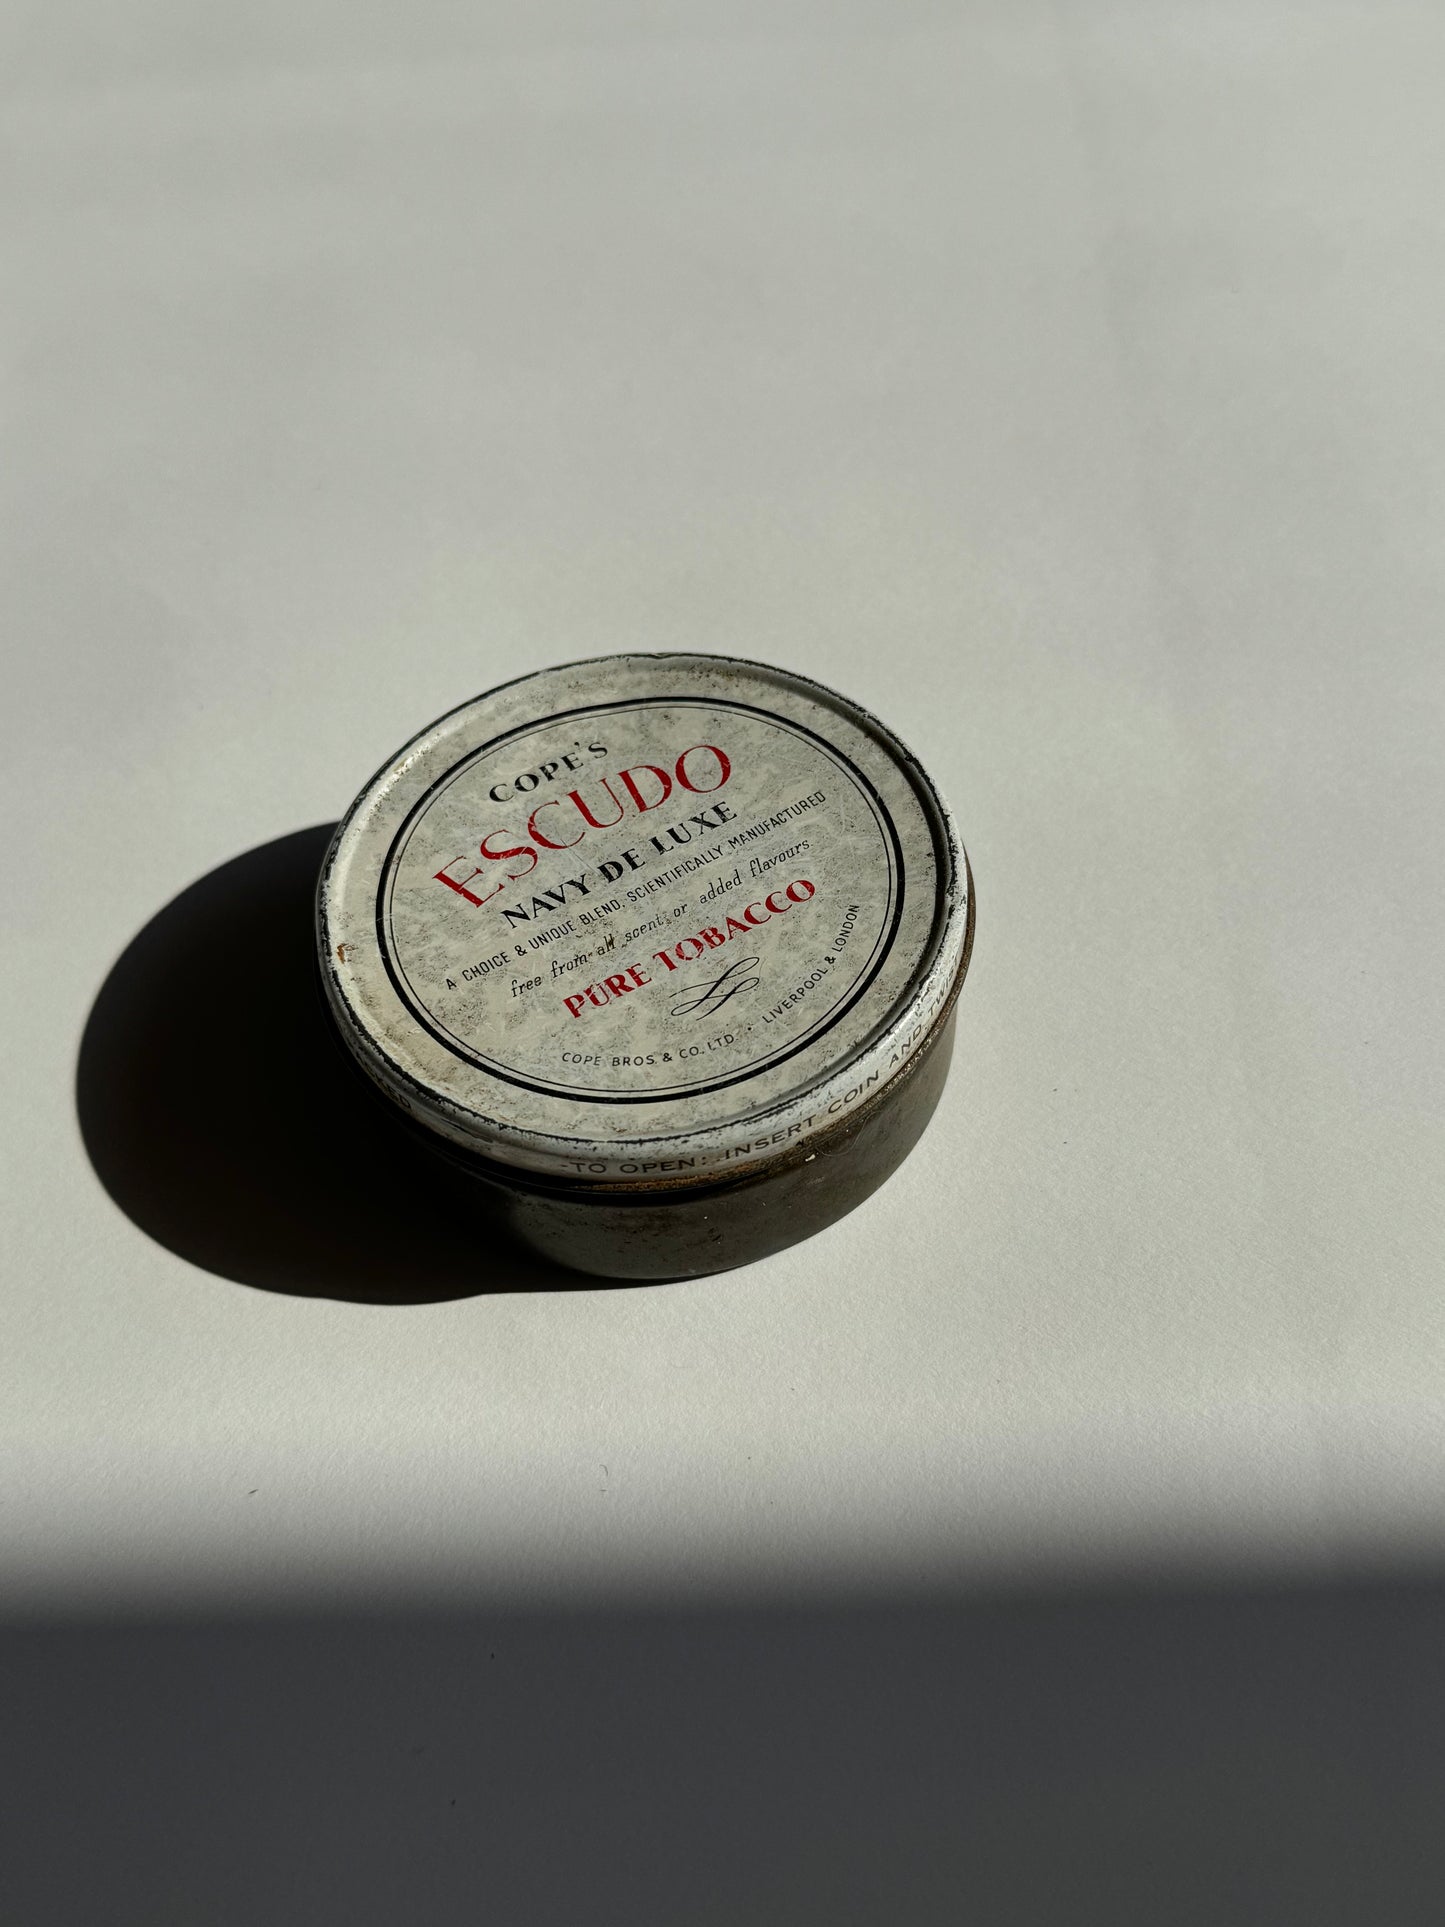 COPE'S
ESCUDO
NAVY DE LUXE
A CHOICE & UNIQUE BLEND, SCIENTIFICALLY MANUFACTURED
free from all scent or added flavours.
PURE TOBACCO
COPE BROS. & CO. LTD. · LIVERPOOL & LONDON
TO OPEN: INSERT COIN AND